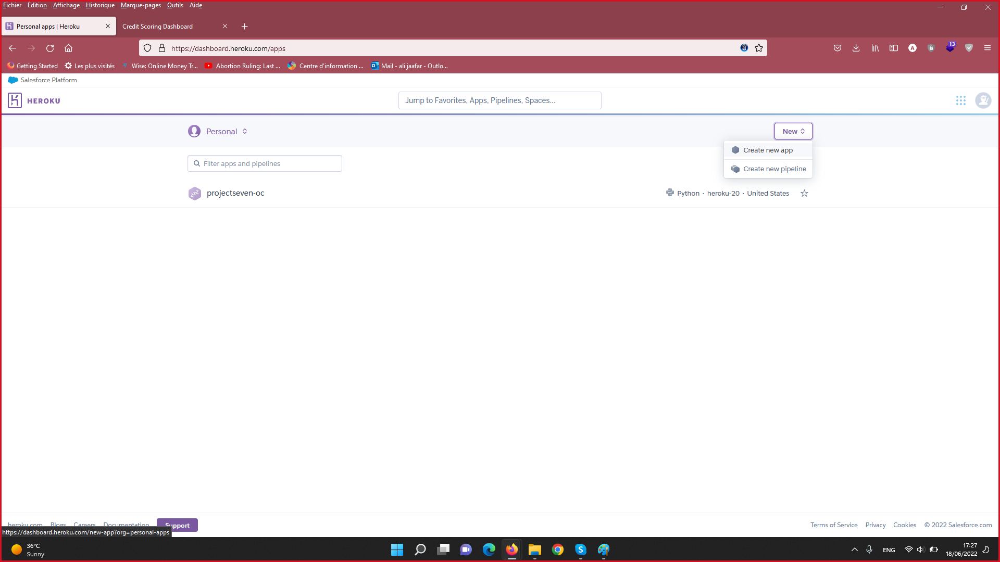 Fichier Édition Affichage Historique Marque-pages Outils Aide
Personal apps | Heroku
Credit Scoring Dashboard
https://dashboard.heroku.com/apps
13
Getting Started Les plus visités Wise: Online Money Tr... Abortion Ruling: Last ... Centre d'information ... Mail - ali jaafar - Outlo...
Salesforce Platform
HEROKU
Jump to Favorites, Apps, Pipelines, Spaces...
Personal
New
Create new app
Filter apps and pipelines
Create new pipeline
projectseven-oc
Python · heroku-20 · United States
heroku.com Blogs Careers Documentation Support
Terms of Service Privacy Cookies © 2022 Salesforce.com
https://dashboard.heroku.com/new-app?org=personal-apps
36°C
Sunny
ENG
17:27
18/06/2022